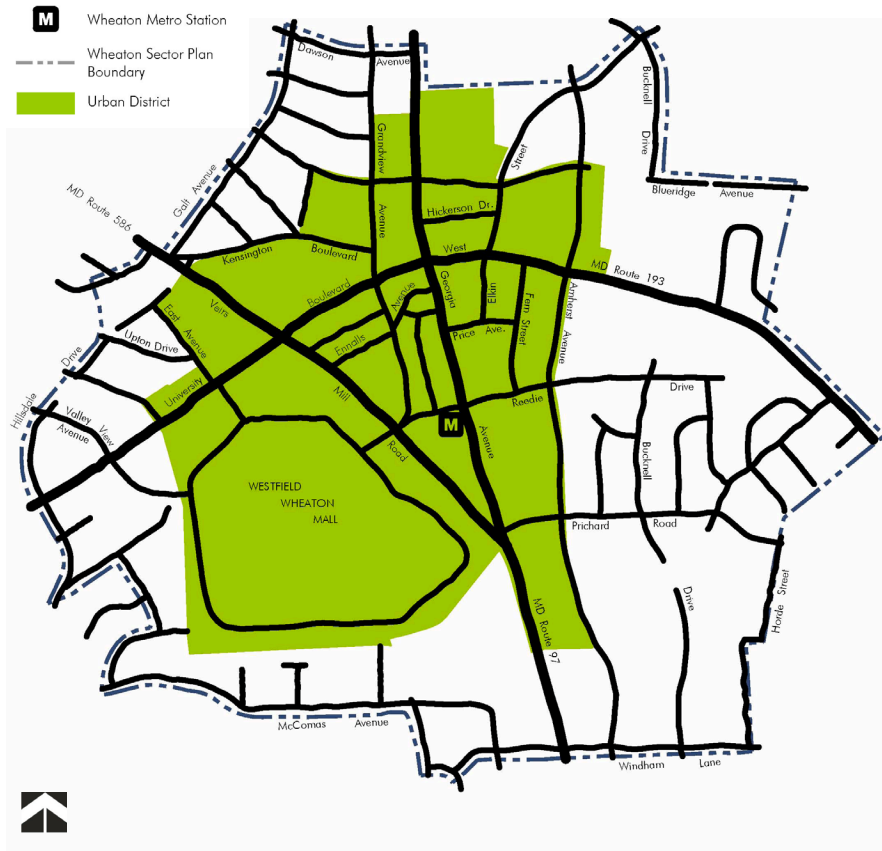 M
Wheaton Metro Station
Wheaton Sector Plan
Boundary
Urban District
Dawson
Avenue
Bucknell
Drive
Grandview
Avenue
Street
Galt Avenue
MD Route 586
Blueridge Avenue
Hickerson Dr.
Kensington
Boulevard
West
MD Route 193
Veirs
Boulevard
Avenue
Georgia
Elkin
Fern Street
Amherst
Avenue
East
Avenue
Upton Drive
Ennalls
Price Ave.
Drive
Hillsdale
University
Mill
Reedie
Drive
Valley
View
Avenue
M
Road
Avenue
Bucknell
WESTFIELD
WHEATON
MALL
Prichard
Road
Drive
Horde Street
MD Route 97
McComas
Avenue
Windham
Lane